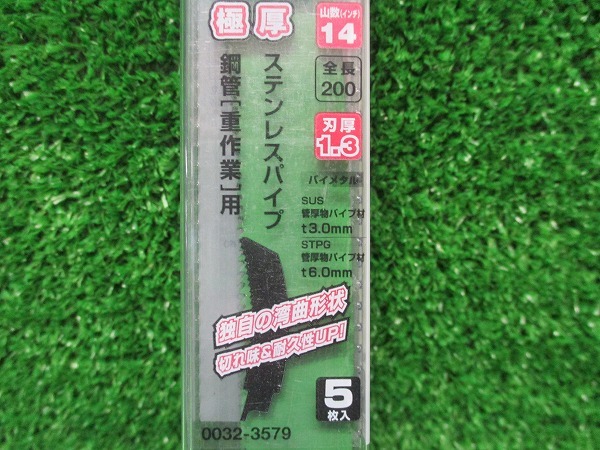 極厚
山数(インチ)
14
全長
200
刃厚
1.3
ステンレスパイプ
鋼管[重作業]用
バイメタル
SUS
管厚物パイプ材
t3.0mm
STPG
管厚物パイプ材
t6.0mm
独自の湾曲形状
切れ味&耐久性UP!
5
枚入
0032-3579